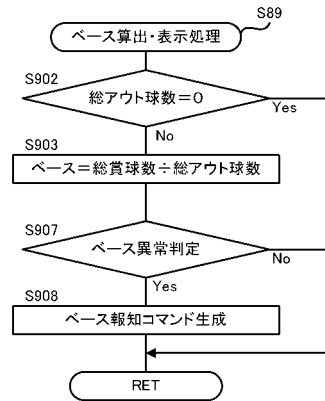 S89
ベース算出・表示処理
S902
総アウト球数＝0
Yes
No
S903
ベース＝総賞球数÷総アウト球数
S907
ベース異常判定
No
Yes
S908
ベース報知コマンド生成
RET